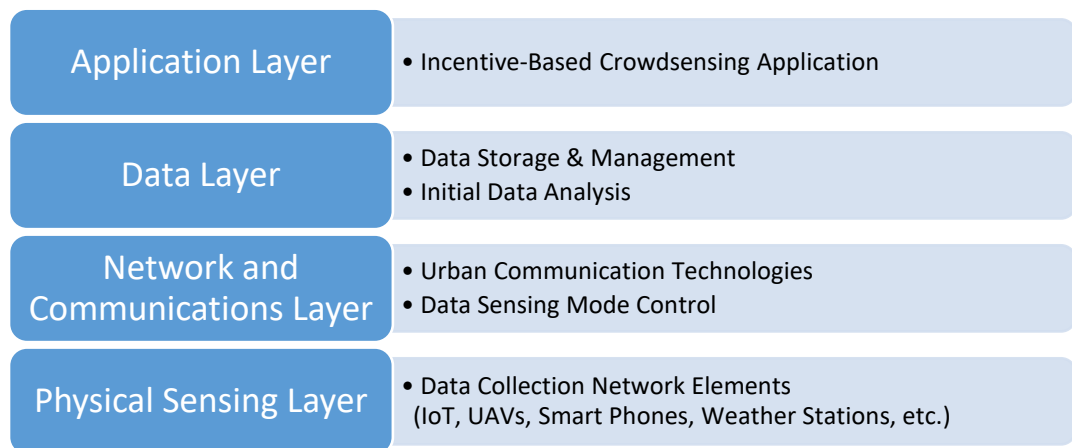 Application Layer
• Incentive-Based Crowdsensing Application
Data Layer
• Data Storage & Management
• Initial Data Analysis
Network and
Communications Layer
• Urban Communication Technologies
• Data Sensing Mode Control
Physical Sensing Layer
• Data Collection Network Elements
(IoT, UAVs, Smart Phones, Weather Stations, etc.)